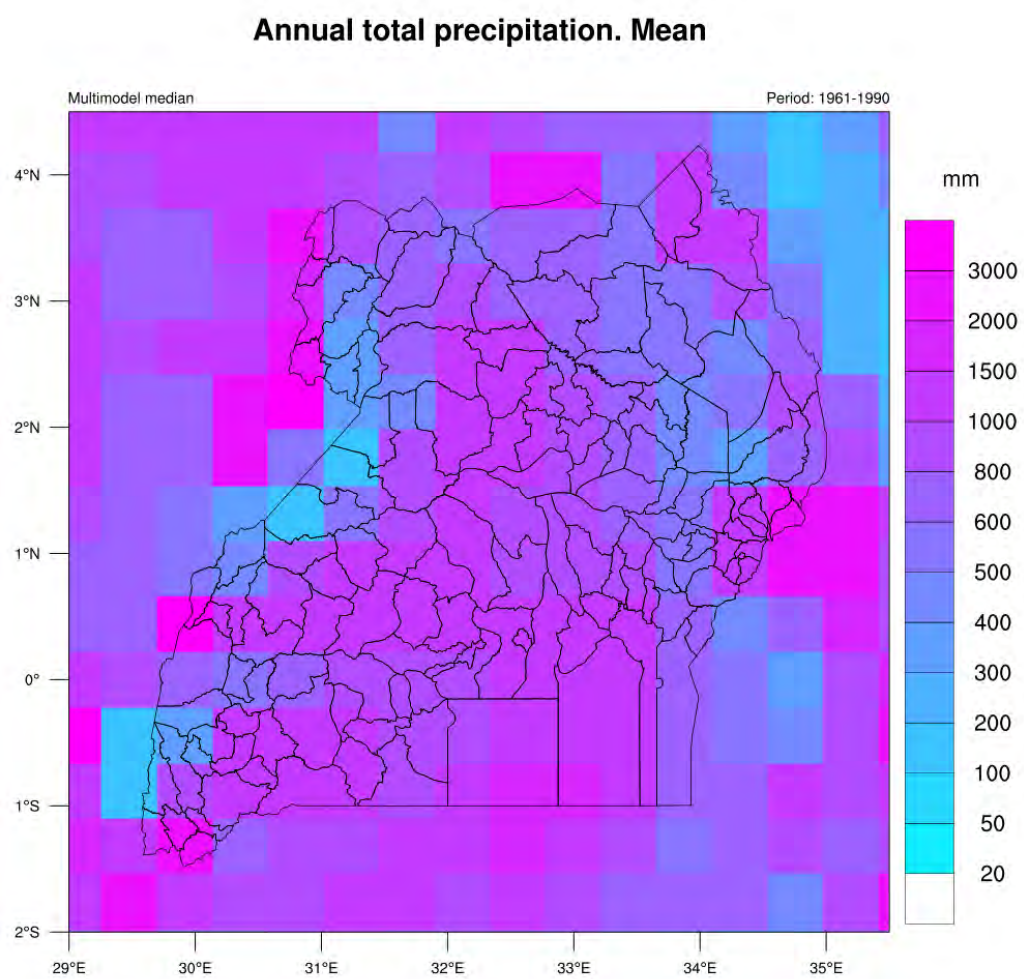 Annual total precipitation. Mean
Multimodel median
Period: 1961-1990
mm
4°N
3°N
2°N
1°N
0°
1°S
2°S
29°E
30°E
31°E
32°E
33°E
34°E
35°E
3000
2000
1500
1000
800
600
500
400
300
200
100
50
20